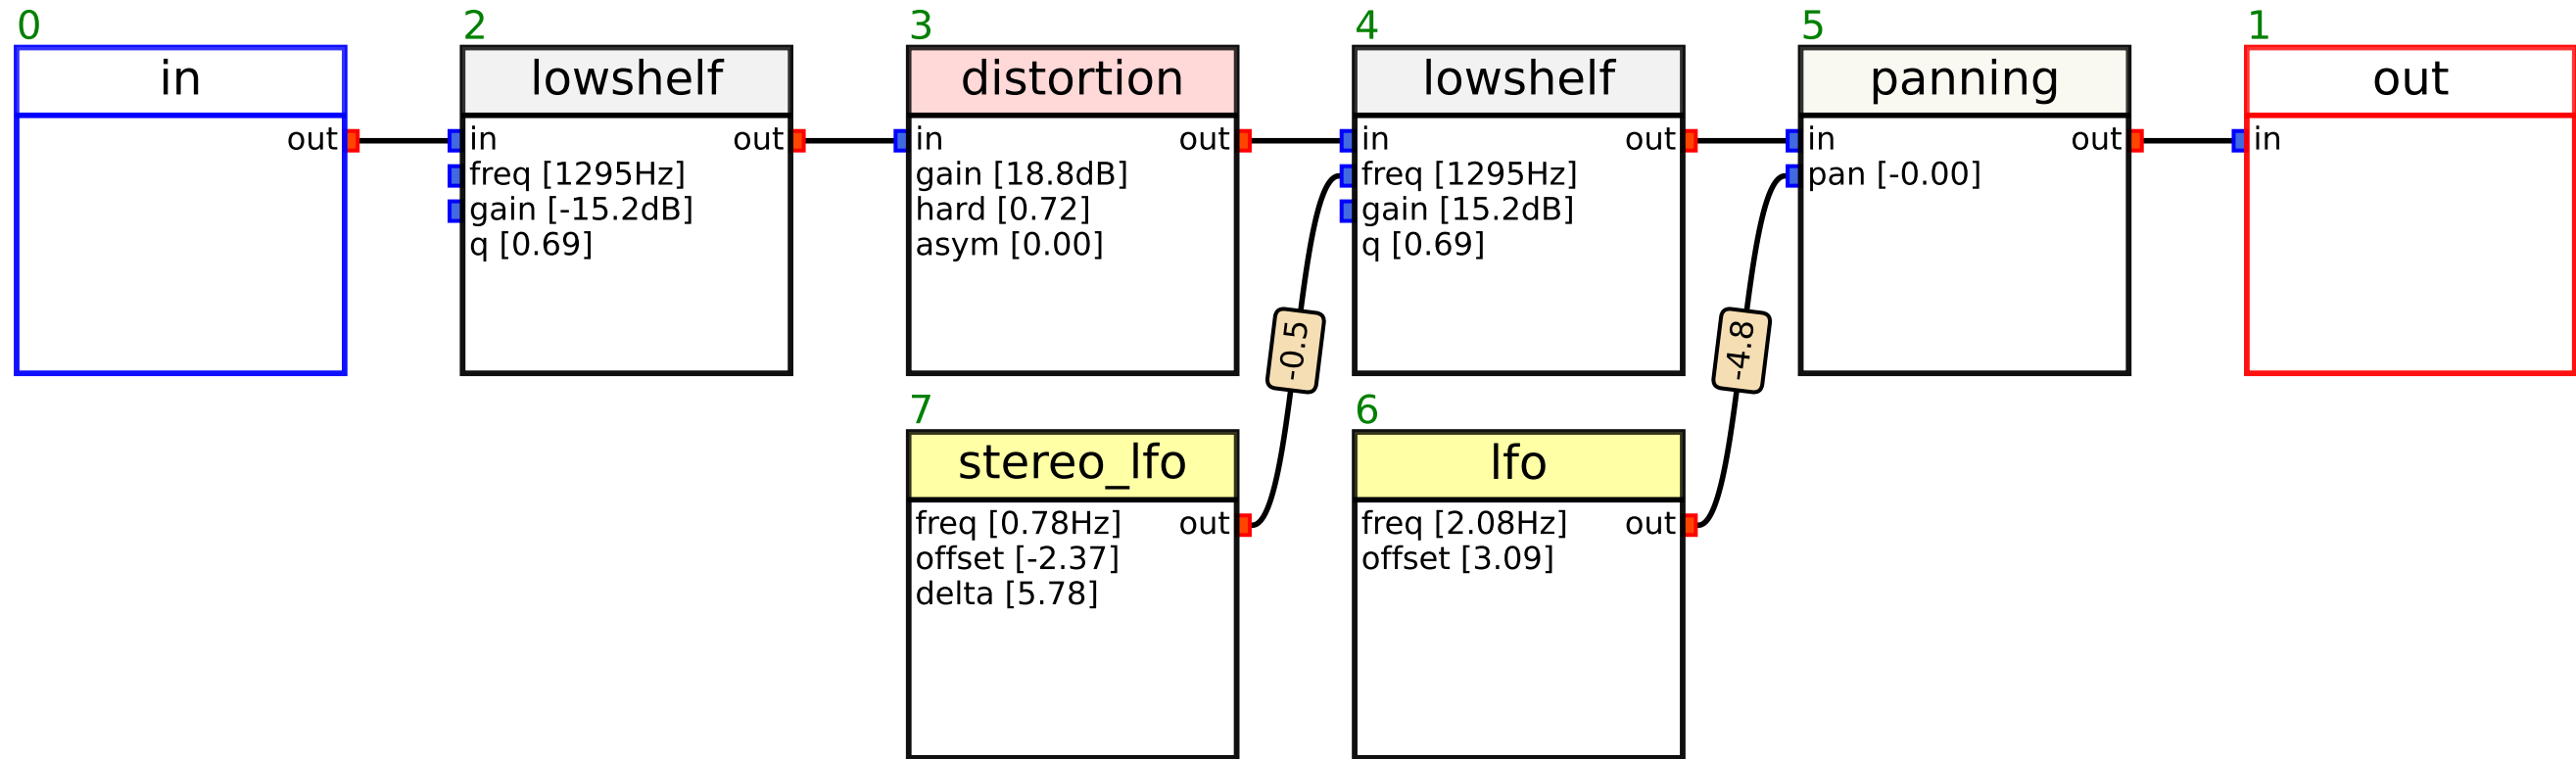 0
in
out
2
lowshelf
in out
freq [1295Hz]
gain [-15.2dB]
q [0.69]
3
distortion
in out
gain [18.8dB]
hard [0.72]
asym [0.00]
4
lowshelf
in out
freq [1295Hz]
gain [15.2dB]
q [0.69]
5
panning
in out
pan [-0.00]
1
out
in
-0.5
-4.8
7
stereo_lfo
freq [0.78Hz] out
offset [-2.37]
delta [5.78]
6
lfo
freq [2.08Hz] out
offset [3.09]